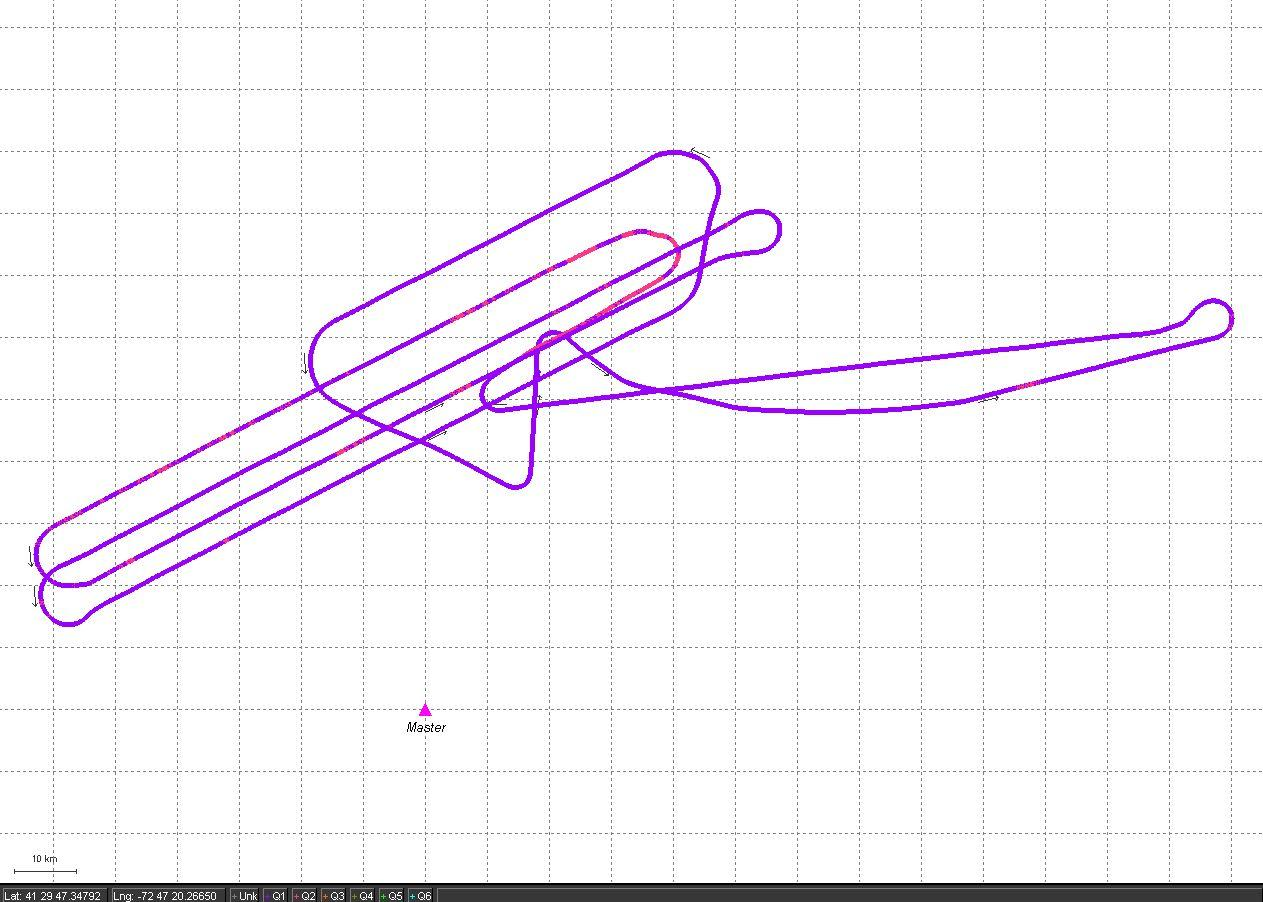 Master
10 km
Lat: 41 29 47.34792 Lng: -72 47 20.26650 + Unk + Q1 + Q2 + Q3 + Q4 + Q5 + Q6